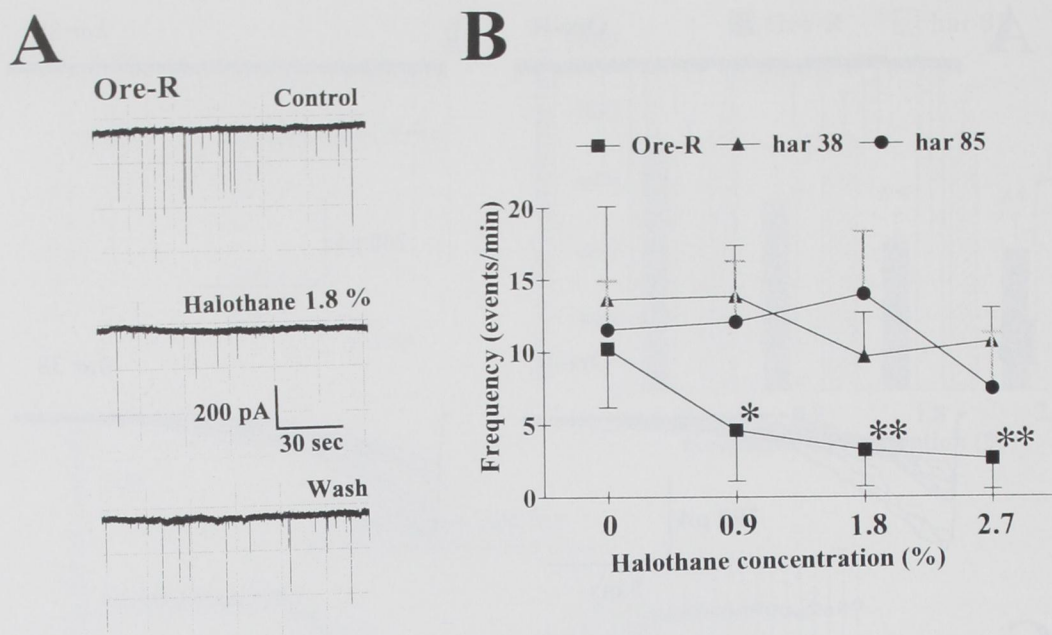 A
Ore-R
Control
Halothane 1.8 %
200 pA
30 sec
Wash
B
Ore-R har 38 har 85
Frequency (events/min)
20
15
10
5
0
*
**
**
0 0.9 1.8 2.7
Halothane concentration (%)